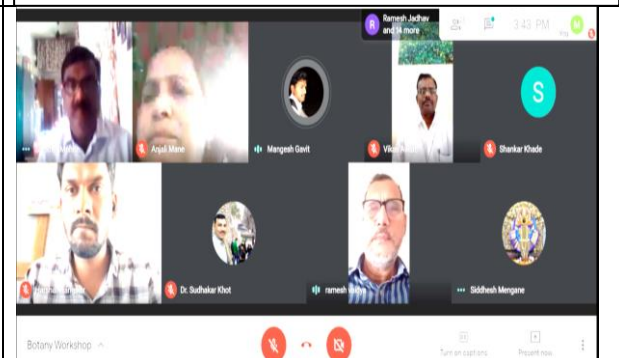 R
Ramesh Jadhav
and 14 more
3:43 PM
M
Anjali Mane
Mangesh Gavit
S
Shankar Khade
Dr. Sudhakar Khot
ramesh
Siddhesh Mengane
Botany Workshop
Turn on captions
Present now